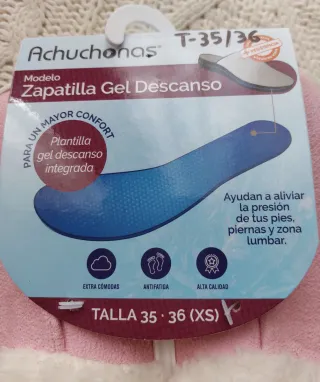 T-35/36
Achuchonas
Modelo
Zapatilla Gel Descanso
PARA UN MAYOR CONFORT
Plantilla
gel descanso
integrada
Ayudan a aliviar
la presión
de tus pies,
piernas y zona
lumbar.
EXTRA CÓMODAS
ANTIFATIGA
ALTA CALIDAD
TALLA 35 · 36 (XS)